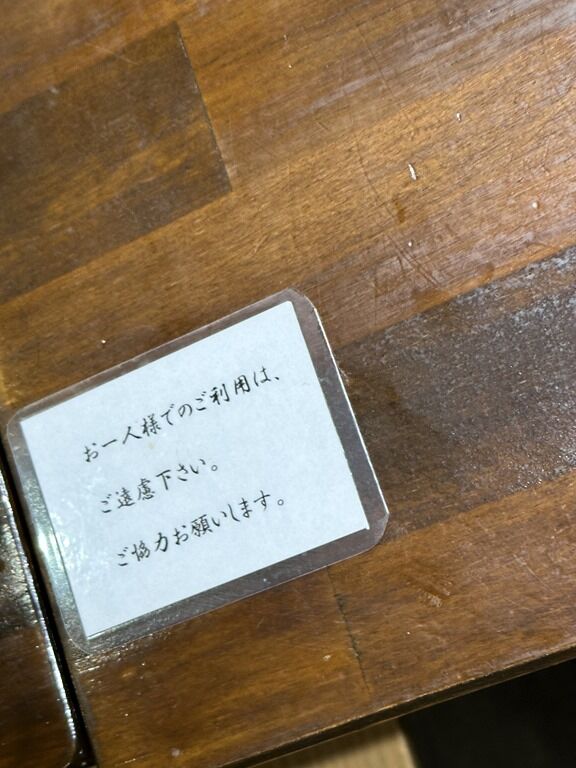 お一人様でのご利用は、
ご遠慮下さい。
ご協力お願いします。